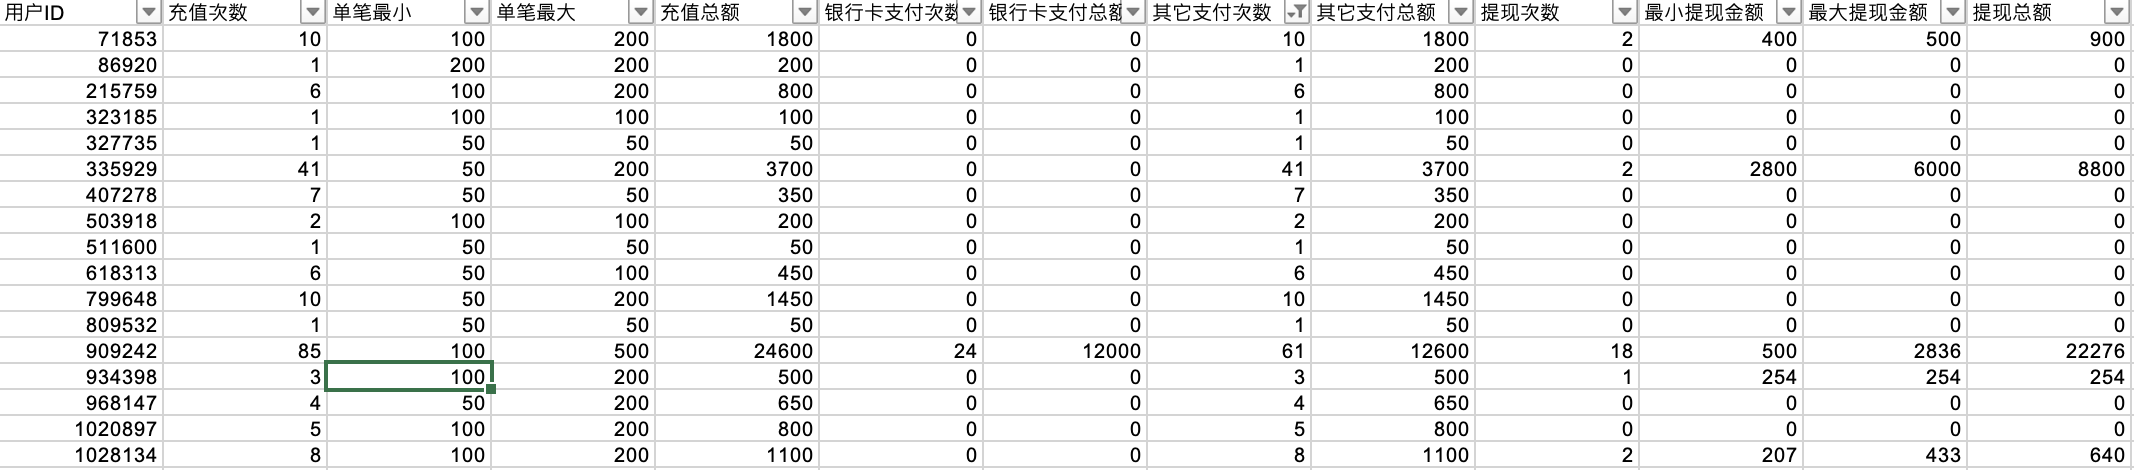 用户ID 充值次数 单笔最小 单笔最大 充值总额 银行卡支付次数 银行卡支付总额 其它支付次数 其它支付总额 提现次数 最小提现金额 最大提现金额 提现总额
71853 10 100 200 1800 0 0 10 1800 2 400 500 900
86920 1 200 200 200 0 0 1 200 0 0 0 0
215759 6 100 200 800 0 0 6 800 0 0 0 0
323185 1 100 100 100 0 0 1 100 0 0 0 0
327735 1 50 50 50 0 0 1 50 0 0 0 0
335929 41 50 200 3700 0 0 41 3700 2 2800 6000 8800
407278 7 50 50 350 0 0 7 350 0 0 0 0
503918 2 100 100 200 0 0 2 200 0 0 0 0
511600 1 50 50 50 0 0 1 50 0 0 0 0
618313 6 50 100 450 0 0 6 450 0 0 0 0
799648 10 50 200 1450 0 0 10 1450 0 0 0 0
809532 1 50 50 50 0 0 1 50 0 0 0 0
909242 85 100 500 24600 24 12000 61 12600 18 500 2836 22276
934398 3 100 200 500 0 0 3 500 1 254 254 254
968147 4 50 200 650 0 0 4 650 0 0 0 0
1020897 5 100 200 800 0 0 5 800 0 0 0 0
1028134 8 100 200 1100 0 0 8 1100 2 207 433 640